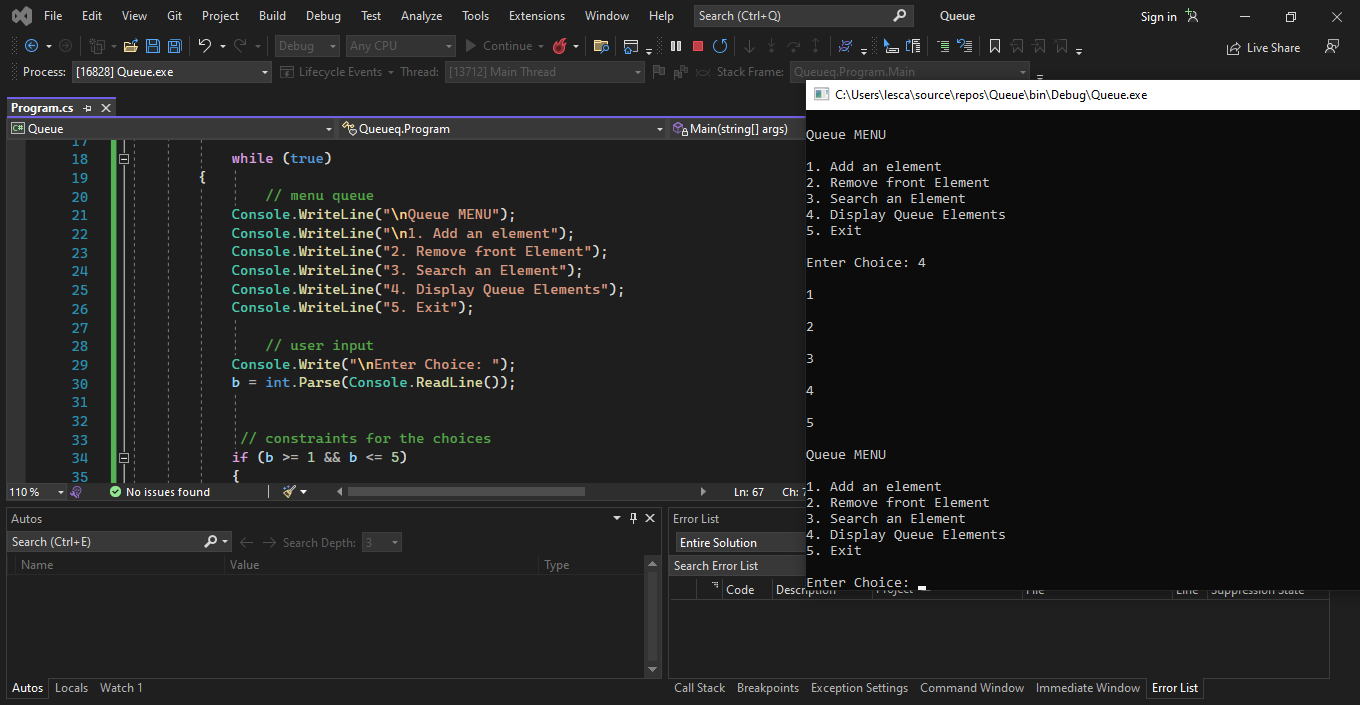 File Edit View Git Project Build Debug Test Analyze Tools Extensions Window Help Search (Ctrl+Q) Queue Sign in
Debug Any CPU Continue Live Share
Process: [16828] Queue.exe Lifecycle Events Thread: [13712] Main Thread Stack Frame: Queueq.Program.Main
Program.cs
C# Queue Queueq.Program Main(string[] args)
17
18 while (true)
19 {
20 // menu queue
21 Console.WriteLine("\nQueue MENU");
22 Console.WriteLine("\n1. Add an element");
23 Console.WriteLine("2. Remove front Element");
24 Console.WriteLine("3. Search an Element");
25 Console.WriteLine("4. Display Queue Elements");
26 Console.WriteLine("5. Exit");
27
28 // user input
29 Console.Write("\nEnter Choice: ");
30 b = int.Parse(Console.ReadLine());
31
32
33 // constraints for the choices
34 if (b >= 1 && b <= 5)
35 {
110 % No issues found Ln: 67 Ch: 7
C:\Users\lesca\source\repos\Queue\bin\Debug\Queue.exe
Queue MENU
1. Add an element
2. Remove front Element
3. Search an Element
4. Display Queue Elements
5. Exit
Enter Choice: 4
1
2
3
4
5
Queue MENU
1. Add an element
2. Remove front Element
3. Search an Element
4. Display Queue Elements
5. Exit
Enter Choice:
Autos
Search (Ctrl+E) Search Depth: 3
Name Value Type
Autos Locals Watch 1
Error List
Entire Solution
Search Error List
Code Description Project File Line Suppression State
Call Stack Breakpoints Exception Settings Command Window Immediate Window Error List